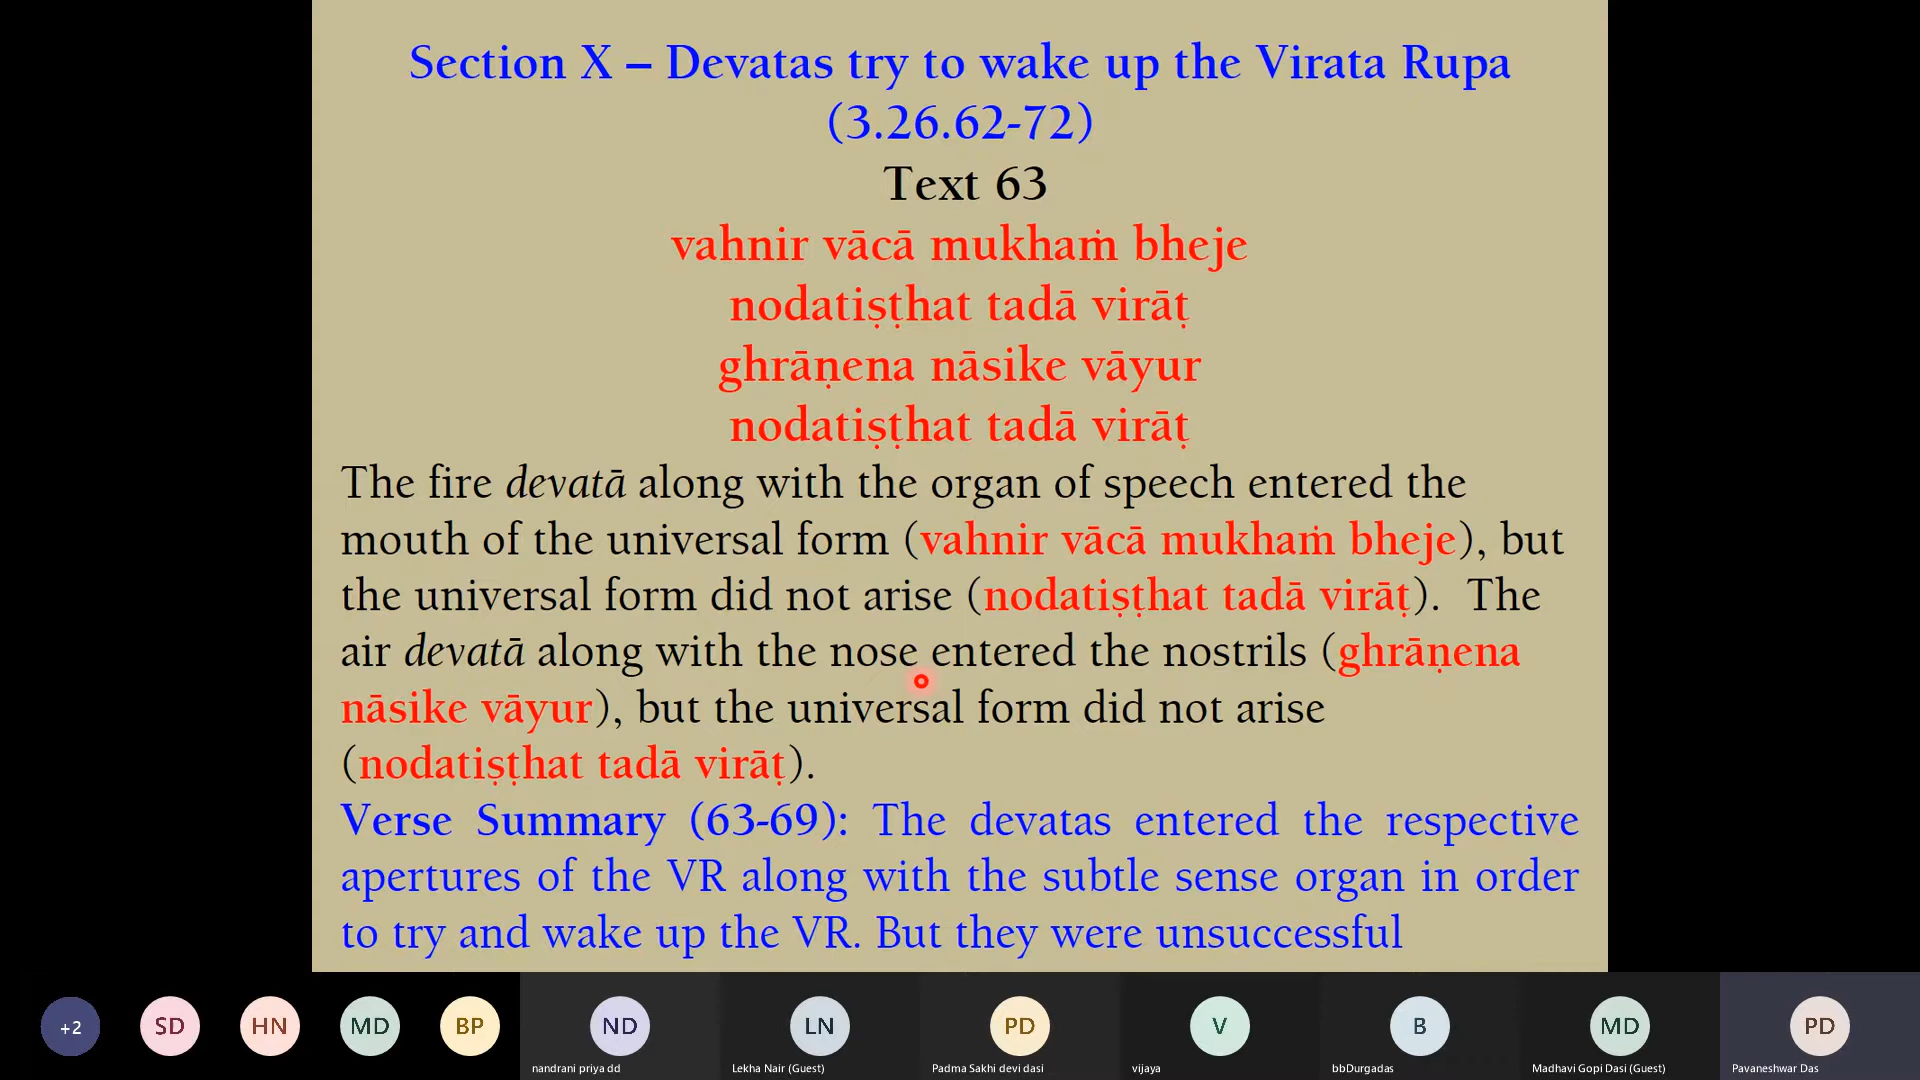 Section X – Devatas try to wake up the Virata Rupa
(3.26.62-72)
Text 63
vahnir vācā mukhaṁ bheje
nodatiṣṭhat tadā virāṭ
ghrāṇena nāsike vāyur
nodatiṣṭhat tadā virāṭ
The fire devatā along with the organ of speech entered the
mouth of the universal form (vahnir vācā mukhaṁ bheje), but
the universal form did not arise (nodatiṣṭhat tadā virāṭ).  The
air devatā along with the nose entered the nostrils (ghrāṇena
nāsike vāyur), but the universal form did not arise
(nodatiṣṭhat tadā virāṭ).
Verse Summary (63-69): The devatas entered the respective
apertures of the VR along with the subtle sense organ in order
to try and wake up the VR. But they were unsuccessful
+2 SD HN MD BP ND LN PD V B MD PD
nandrani priya dd Lekha Nair (Guest) Padma Sakhi devi dasi vijaya bbDurgadas Madhavi Gopi Dasi (Guest) Pavaneshwar Das